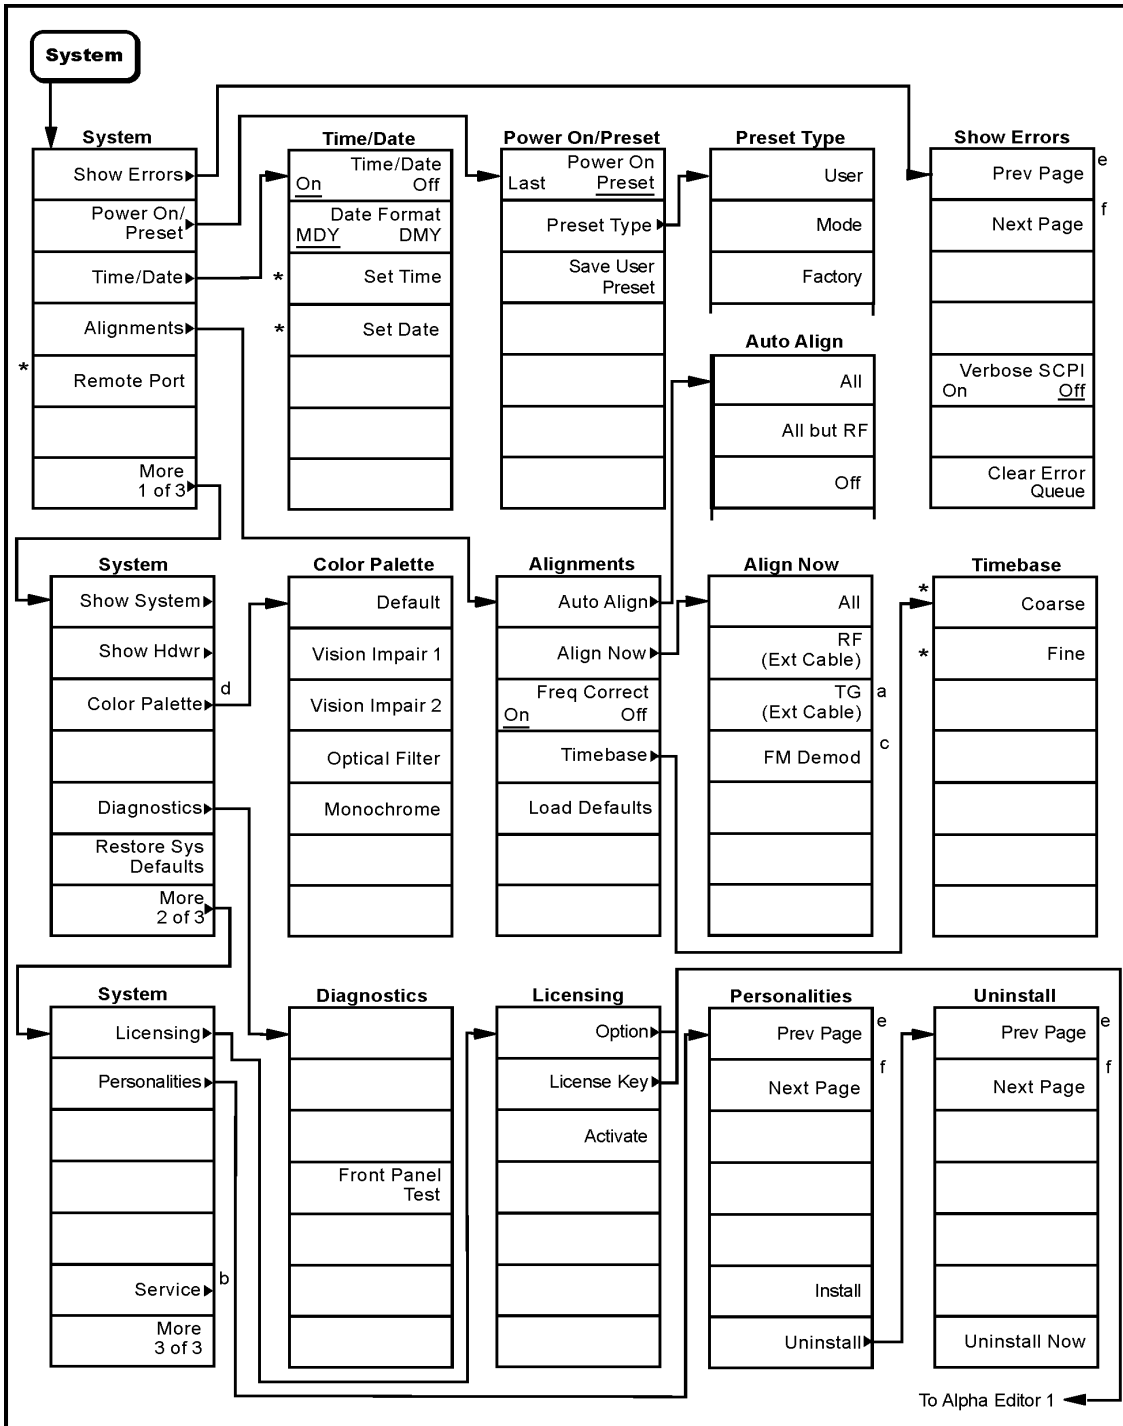 System
System
Show Errors
Power On/
Preset
Time/Date
Alignments
*
Remote Port
More
1 of 3
Time/Date
Time/Date
On Off
Date Format
MDY DMY
*
Set Time
*
Set Date
Power On/Preset
Power On
Last Preset
Preset Type
Save User
Preset
Preset Type
User
Mode
Factory
Auto Align
All
All but RF
Off
Show Errors
Prev Page
e
Next Page
f
Verbose SCPI
On Off
Clear Error
Queue
System
Show System
Show Hdwr
Color Palette
d
Diagnostics
Restore Sys
Defaults
More
2 of 3
Color Palette
Default
Vision Impair 1
Vision Impair 2
Optical Filter
Monochrome
Alignments
Auto Align
Align Now
Freq Correct
On Off
Timebase
Load Defaults
Align Now
All
RF
(Ext Cable)
TG
(Ext Cable)
a
FM Demod
c
Timebase
*
Coarse
*
Fine
System
Licensing
Personalities
Service
b
More
3 of 3
Diagnostics
Front Panel
Test
Licensing
Option
License Key
Activate
Personalities
Prev Page
e
Next Page
f
Install
Uninstall
Uninstall
Prev Page
e
Next Page
f
Uninstall Now
To Alpha Editor 1